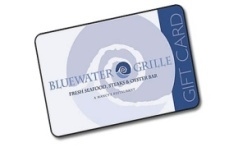 BLUEWATER GRILLE
FRESH SEAFOOD, STEAKS & OYSTER BAR
GIFT CARD